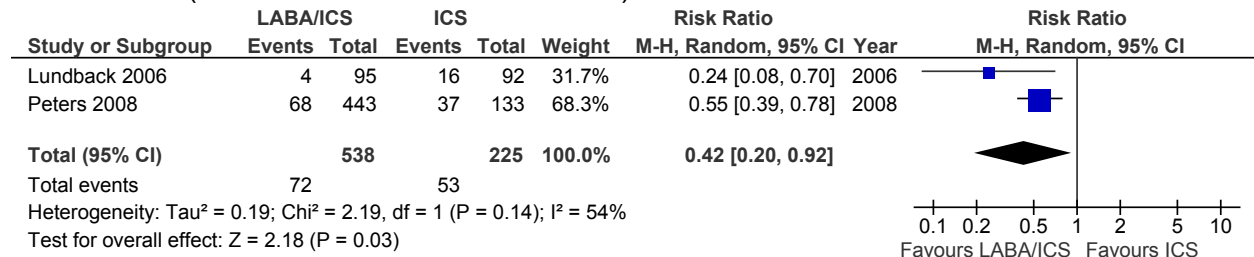 LABA/ICS ICS Risk Ratio Risk Ratio
Study or Subgroup Events Total Events Total Weight M-H, Random, 95% CI Year M-H, Random, 95% CI
Lundback 2006 4 95 16 92 31.7% 0.24 [0.08, 0.70] 2006
Peters 2008 68 443 37 133 68.3% 0.55 [0.39, 0.78] 2008
Total (95% CI) 538 225 100.0% 0.42 [0.20, 0.92]
Total events 72 53
Heterogeneity: Tau² = 0.19; Chi² = 2.19, df = 1 (P = 0.14); I² = 54%
Test for overall effect: Z = 2.18 (P = 0.03)
0.1 0.2 0.5 1 2 5 10
Favours LABA/ICS Favours ICS